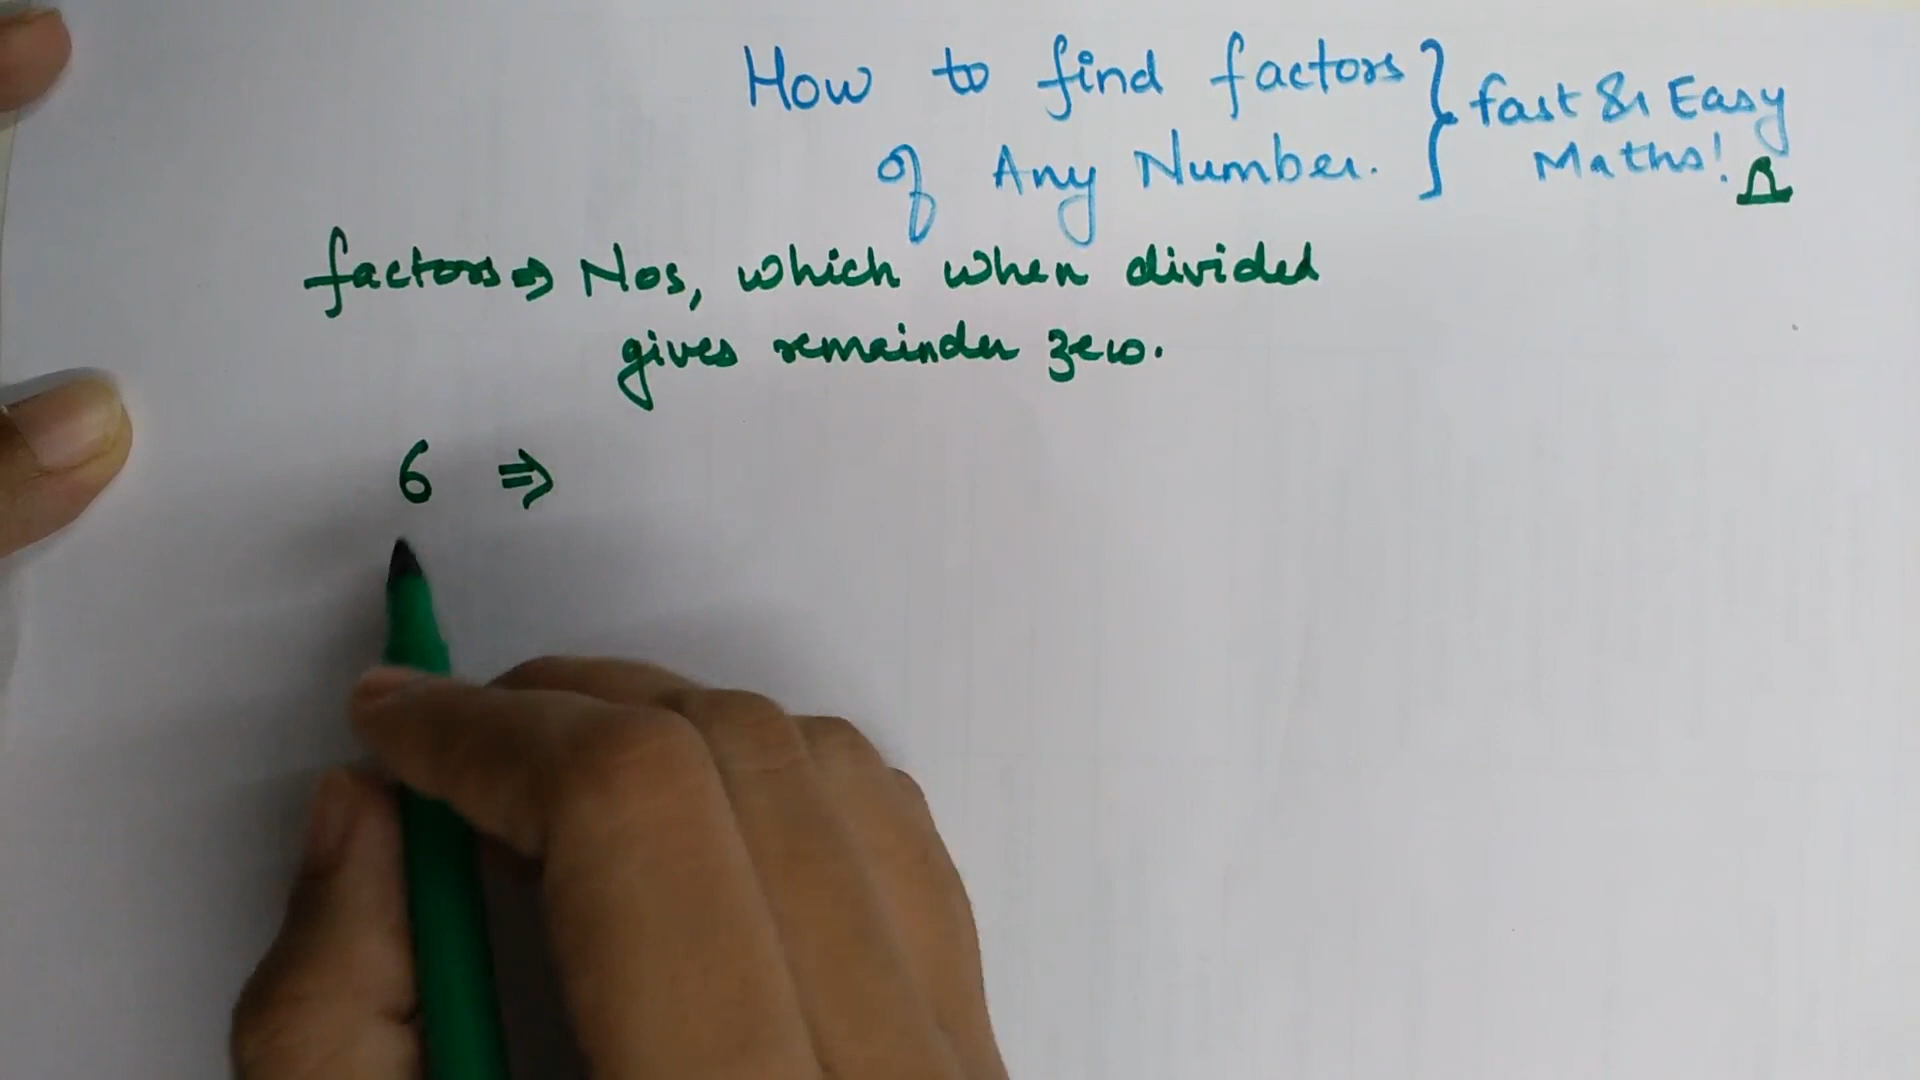 How to find factors } fast & Easy
of Any Number. } Maths!
factors ⇒ Nos, which when divided
gives remainder zero.
6 ⇒